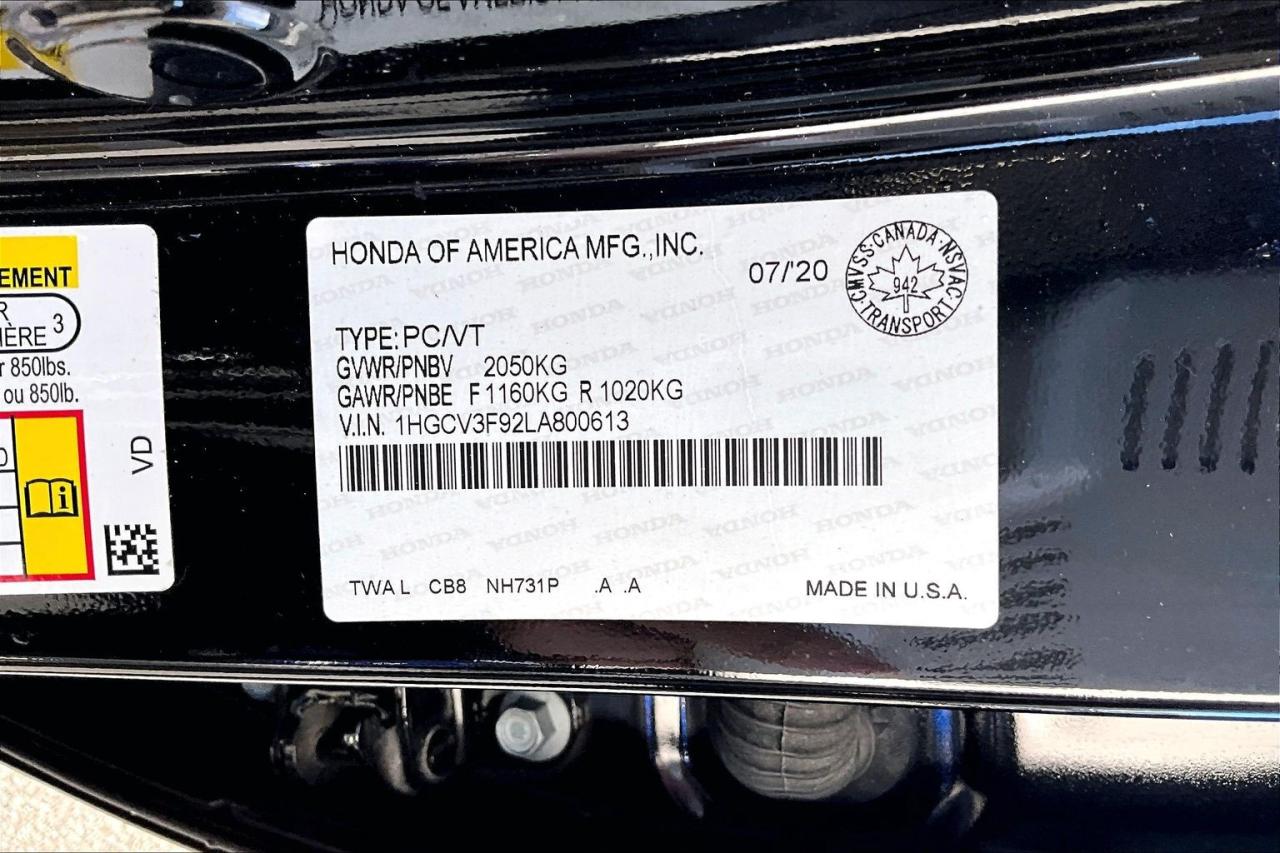 EMENT
R
IÈRE 3
r 850lbs.
ou 850lb.
VD
HONDA OF AMERICA MFG.,INC.
07/'20
CMVSS·CANADA·NSVAC·TRANSPORT·
942
TYPE: PC/VT
GVWR/PNBV 2050KG
GAWR/PNBE F 1160KG R 1020KG
V.I.N. 1HGCV3F92LA800613
TWA L CB8 NH731P .A .A
MADE IN U.S.A.